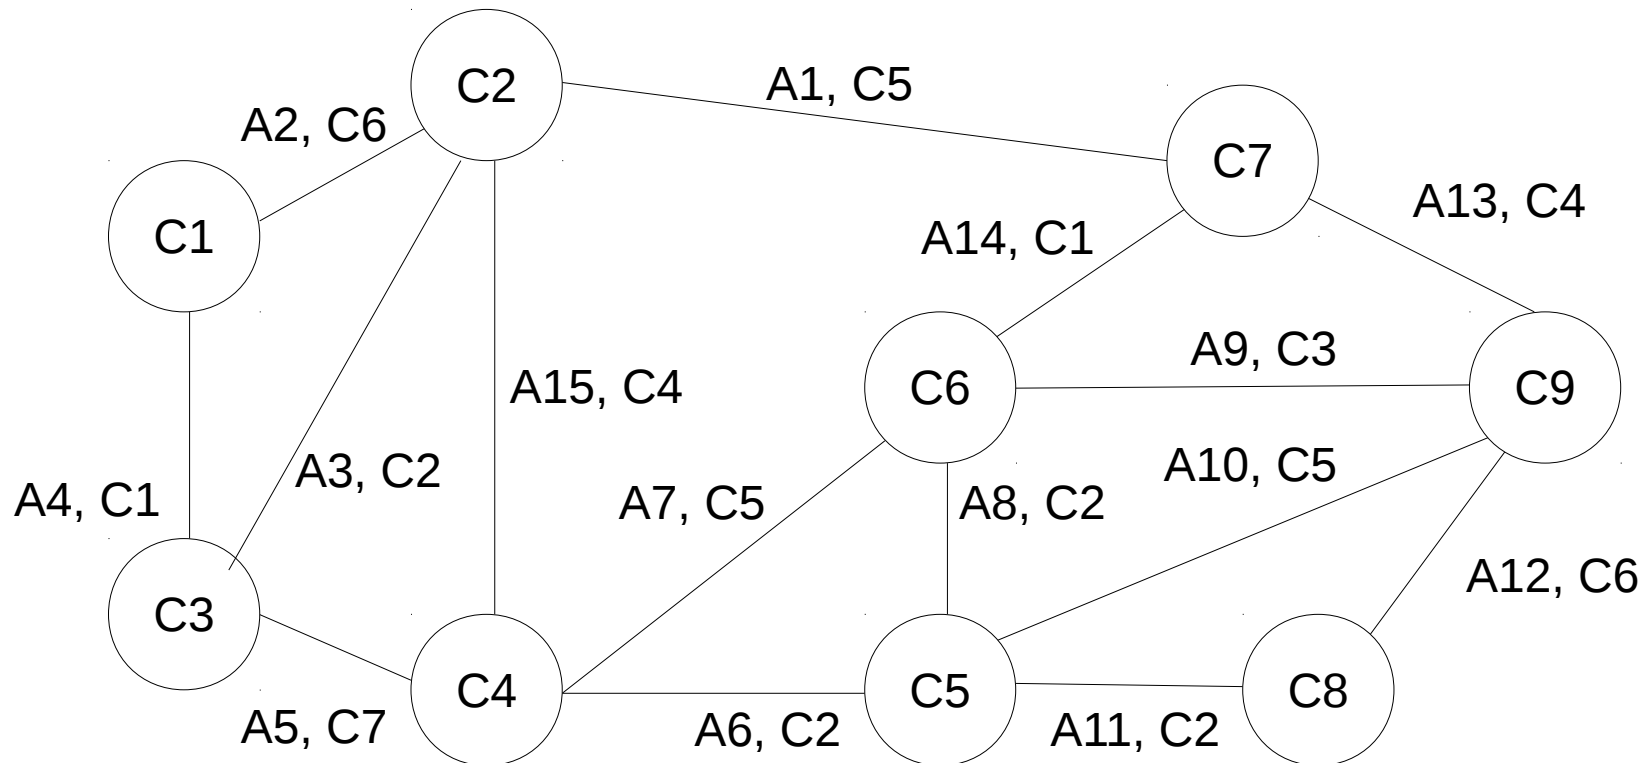 C2
A1, C5
A2, C6
C7
A13, C4
C1
A14, C1
A9, C3
C6
C9
A15, C4
A3, C2
A10, C5
A4, C1
A7, C5
A8, C2
A12, C6
C3
C4
C5
C8
A5, C7
A6, C2
A11, C2